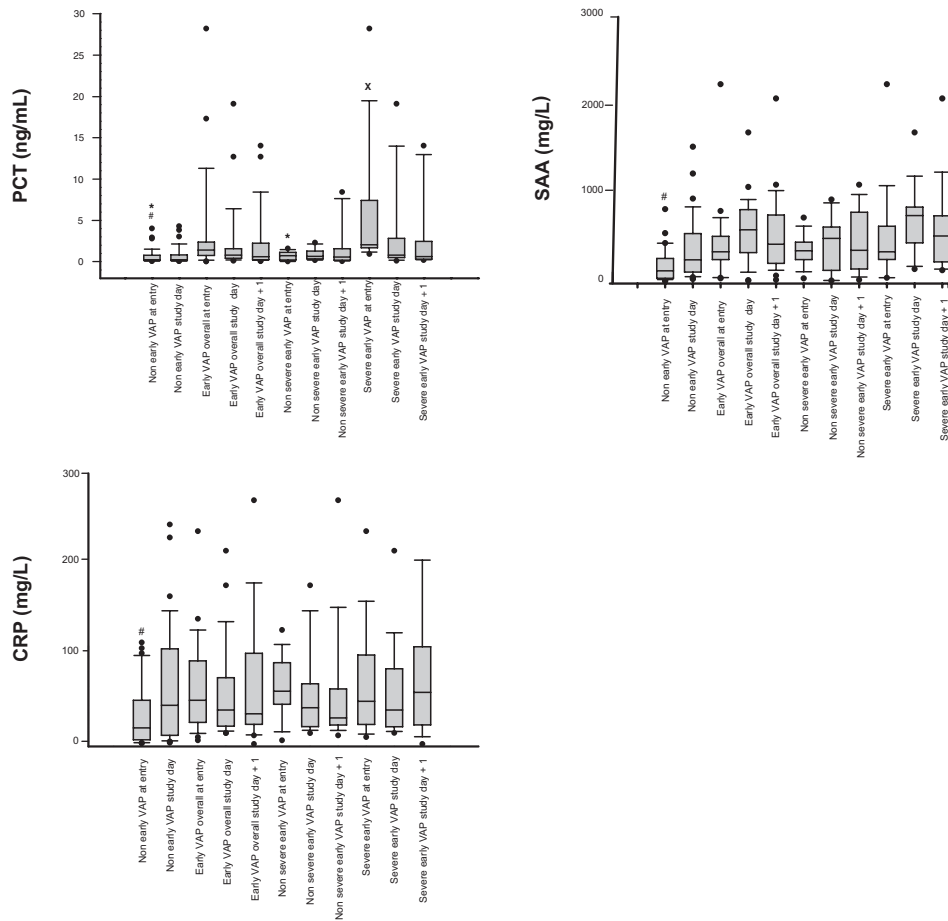 PCT (ng/mL)
30
25
20
15
10
5
0
*
#
*
x
Non early VAP at entry
Non early VAP study day
Early VAP overall at entry
Early VAP overall study  day
Early VAP overall study day + 1
Non severe early VAP at entry
Non severe early VAP study day
Non severe early VAP study day + 1
Severe early VAP at entry
Severe early VAP study day
Severe early VAP study day + 1
SAA (mg/L)
3000
2000
1000
0
#
Non early VAP at entry
Non early VAP study day
Early VAP overall at entry
Early VAP overall study  day
Early VAP overall study day + 1
Non severe early VAP at entry
Non severe early VAP study day
Non severe early VAP study day + 1
Severe early VAP at entry
Severe early VAP study day
Severe early VAP study day + 1
CRP (mg/L)
300
200
100
0
#
Non early VAP at entry
Non early VAP study day
Early VAP overall at entry
Early VAP overall study day
Early VAP overall study day + 1
Non severe early VAP at entry
Non severe early VAP study day
Non severe early VAP study day + 1
Severe early VAP at entry
Severe early VAP study day
Severe early VAP study day + 1